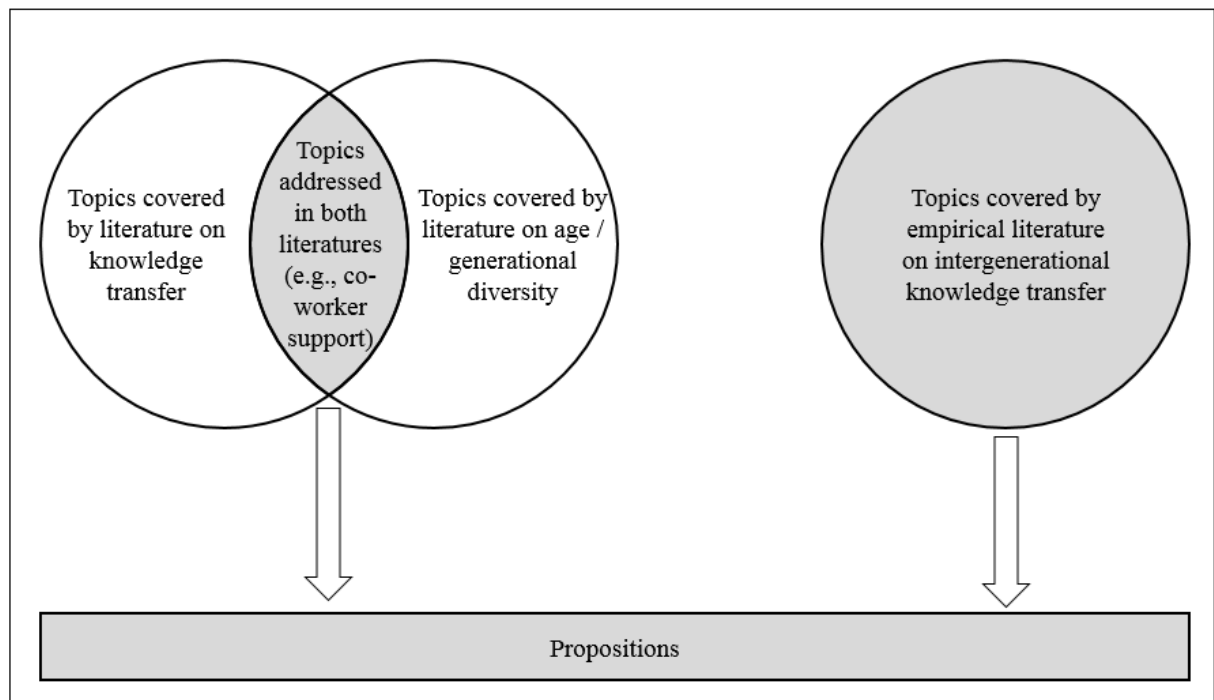 Topics covered
by literature on
knowledge
transfer
Topics
addressed
in both
literatures
(e.g., co-
worker
support)
Topics covered by
literature on age /
generational
diversity
Topics covered by
empirical literature
on intergenerational
knowledge transfer
Propositions